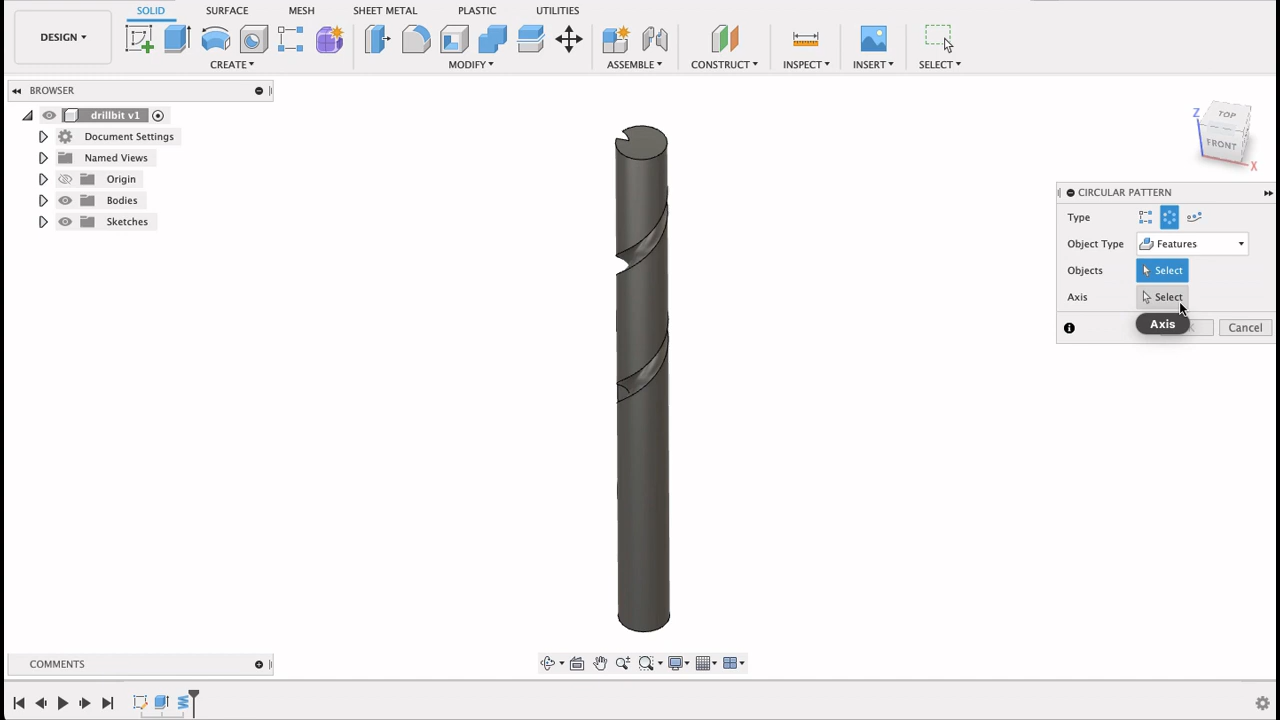 SOLID SURFACE MESH SHEET METAL PLASTIC UTILITIES
DESIGN
CREATE MODIFY ASSEMBLE CONSTRUCT INSPECT INSERT SELECT
BROWSER
drillbit v1
Document Settings
Named Views
Origin
Bodies
Sketches
Z
TOP
FRONT
X
CIRCULAR PATTERN
Type
Object Type Features
Objects Select
Axis Select
Axis
Cancel
COMMENTS